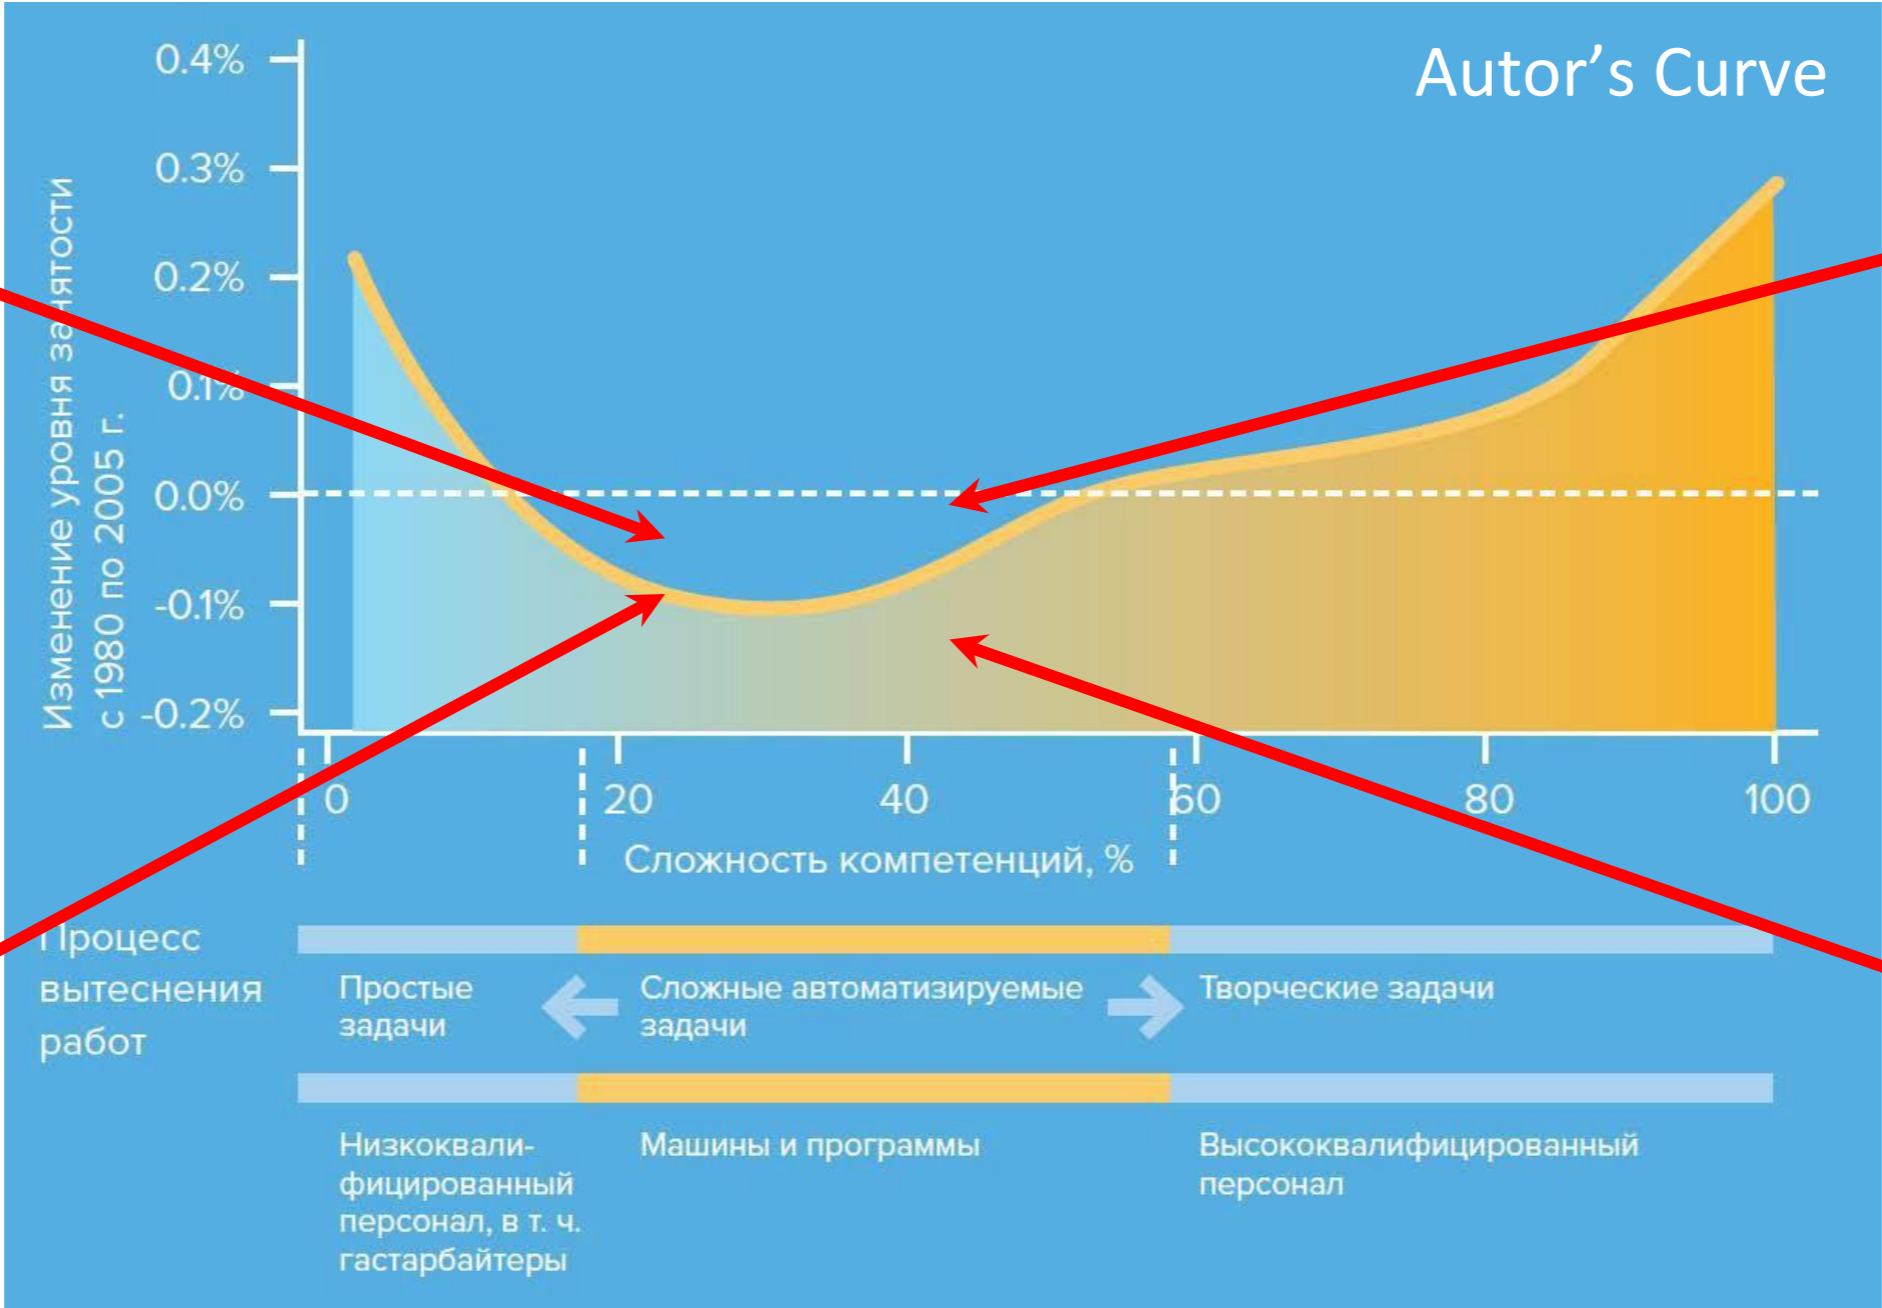 Autor’s Curve
0.4%
0.3%
0.2%
0.1%
0.0%
-0.1%
-0.2%
Изменение уровня занятости
с 1980 по 2005 г.
0 20 40 60 80 100
Сложность компетенций, %
Процесс
вытеснения
работ
Простые
задачи
Сложные автоматизируемые
задачи
Творческие задачи
Низкоквали-
фицированный
персонал, в т. ч.
гастарбайтеры
Машины и программы
Высококвалифицированный
персонал